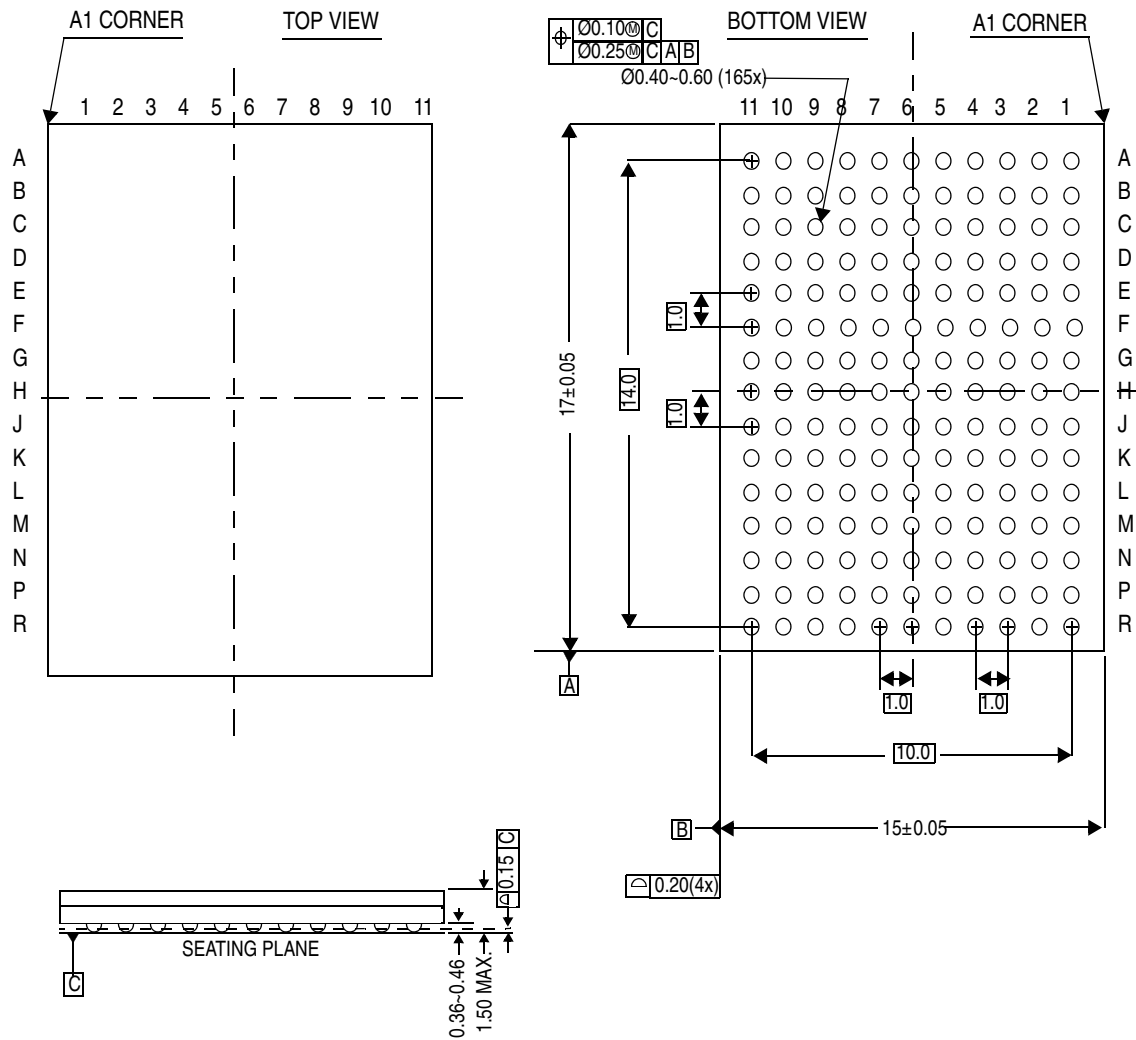 A1 CORNER
TOP VIEW
1 2 3 4 5 6 7 8 9 10 11
A
B
C
D
E
F
G
H
J
K
L
M
N
P
R
Ø0.10Ⓜ C
Ø0.25Ⓜ C A B
BOTTOM VIEW
A1 CORNER
Ø0.40~0.60 (165x)
11 10 9 8 7 6 5 4 3 2 1
A
B
C
D
E
F
G
H
J
K
L
M
N
P
R
17±0.05
14.0
1.0
1.0
A
1.0
1.0
10.0
B
15±0.05
0.20(4x)
0.15 C
SEATING PLANE
C
0.36~0.46
1.50 MAX.